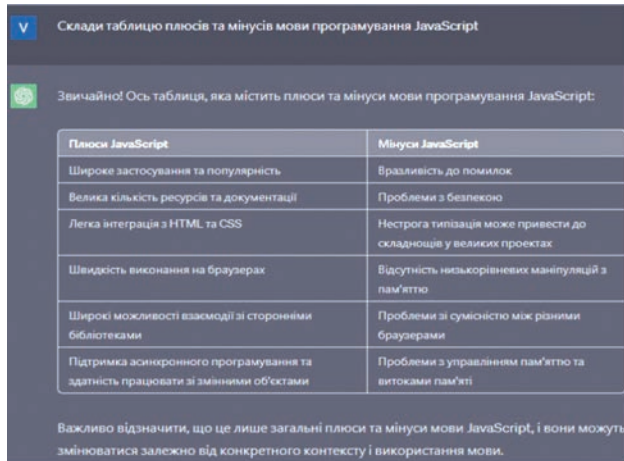 V
Склади таблицю плюсів та мінусів мови програмування JavaScript
Звичайно! Ось таблиця, яка містить плюси та мінуси мови програмування JavaScript:
Плюси JavaScript
Мінуси JavaScript
Широке застосування та популярність
Вразливість до помилок
Велика кількість ресурсів та документації
Проблеми з безпекою
Легка інтеграція з HTML та CSS
Нестрога типізація може привести до
складнощів у великих проектах
Швидкість виконання на браузерах
Відсутність низькорівневих маніпуляцій з
пам'яттю
Широкі можливості взаємодії зі сторонніми
бібліотеками
Проблеми зі сумісністю між різними
браузерами
Підтримка асинхронного програмування та
здатність працювати зі змінними об'єктами
Проблеми з управлінням пам'яттю та
витоками пам'яті
Важливо відзначити, що це лише загальні плюси та мінуси мови JavaScript, і вони можуть
змінюватися залежно від конкретного контексту і використання мови.